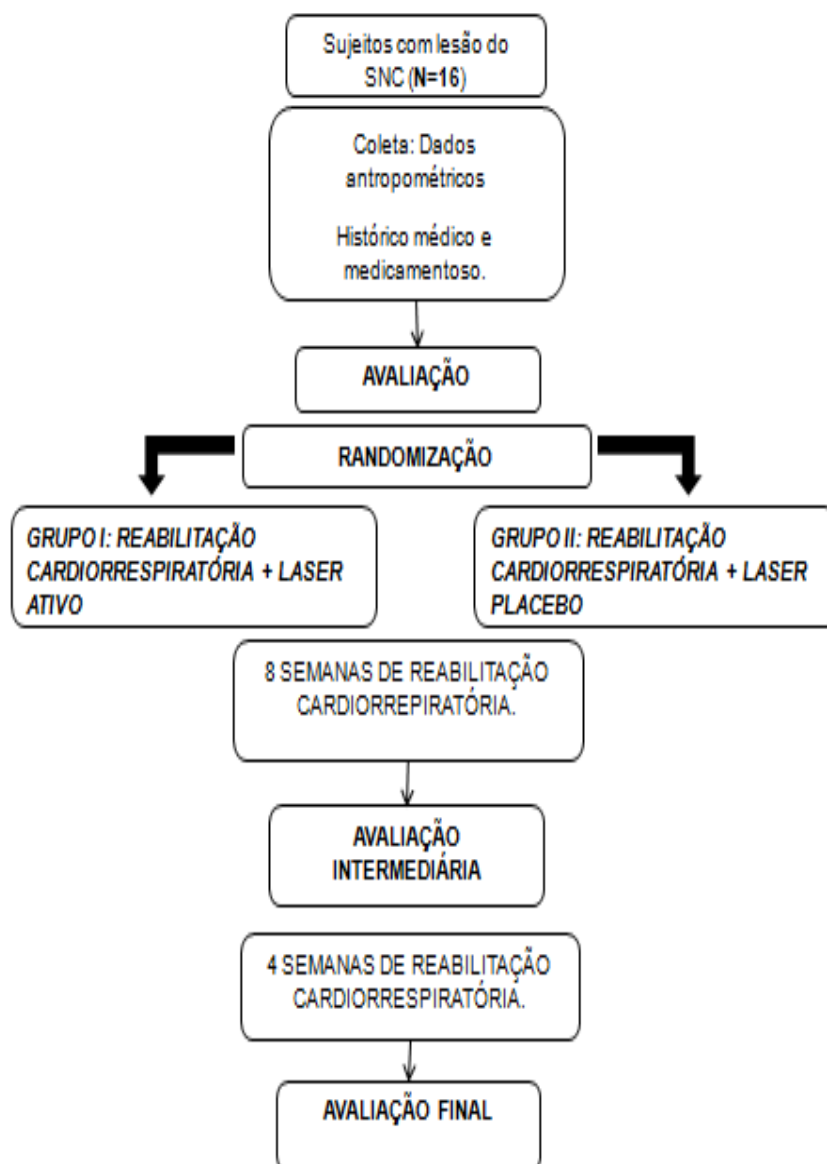 Sujeitos com lesão do
SNC (N=16)
Coleta: Dados
antropométricos
Histórico médico e
medicamentoso.
AVALIAÇÃO
RANDOMIZAÇÃO
GRUPO I: REABILITAÇÃO
CARDIORRESPIRATÓRIA + LASER
ATIVO
GRUPO II: REABILITAÇÃO
CARDIORRESPIRATÓRIA + LASER
PLACEBO
8 SEMANAS DE REABILITAÇÃO
CARDIORREPIRATÓRIA.
AVALIAÇÃO
INTERMEDIÁRIA
4 SEMANAS DE REABILITAÇÃO
CARDIORRESPIRATÓRIA.
AVALIAÇÃO FINAL